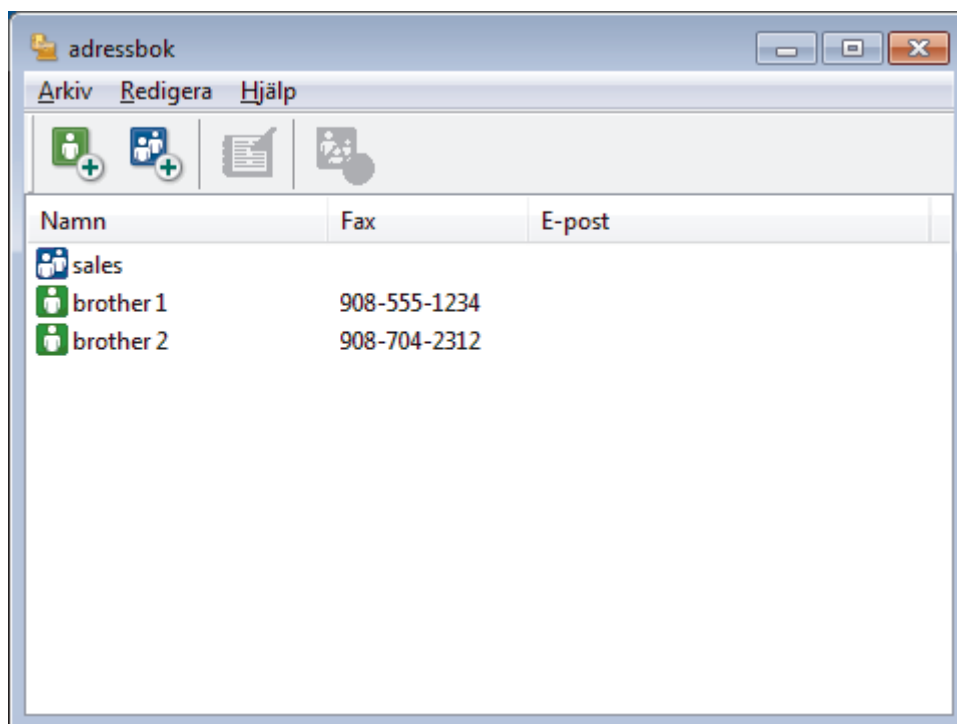 adressbok
Arkiv Redigera Hjälp
Namn Fax E-post
sales
brother 1 908-555-1234
brother 2 908-704-2312